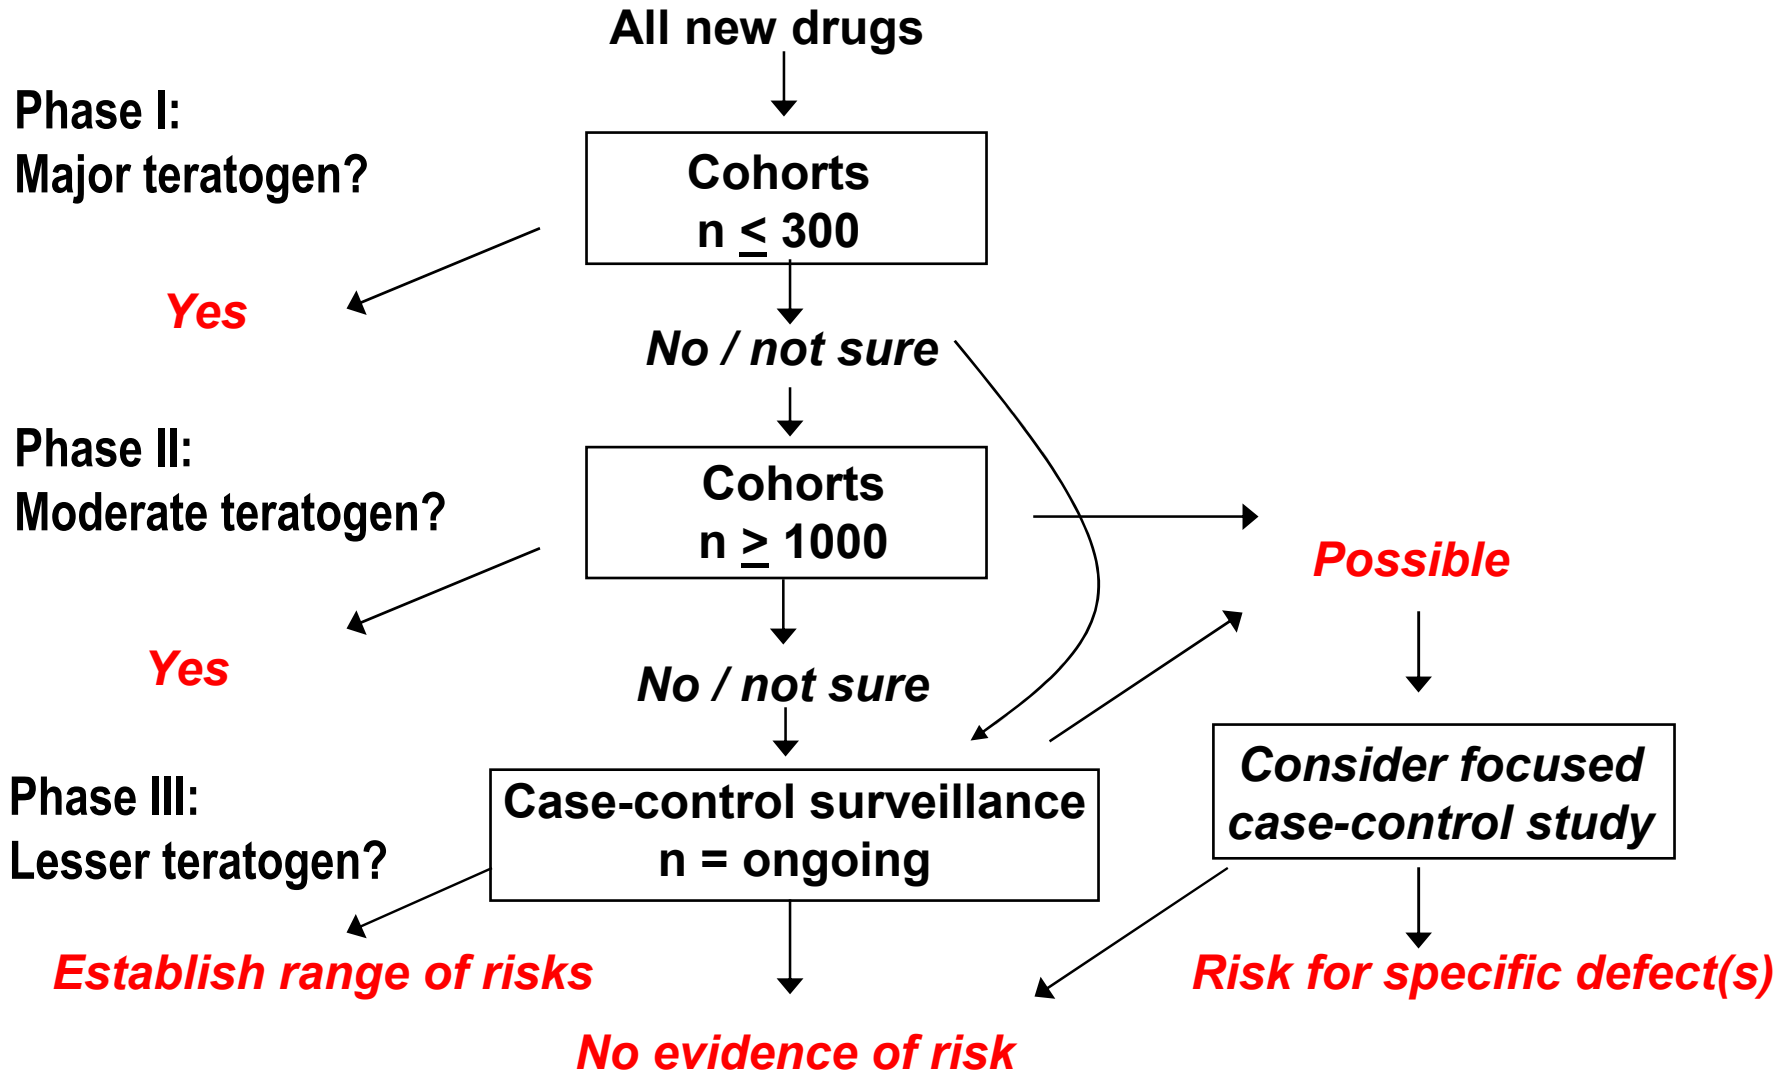 All new drugs
Phase I:
Major teratogen?
Cohorts
n ≤ 300
Yes
No / not sure
Phase II:
Moderate teratogen?
Cohorts
n ≥ 1000
Possible
Yes
No / not sure
Phase III:
Lesser teratogen?
Case-control surveillance
n = ongoing
Consider focused
case-control study
Establish range of risks
Risk for specific defect(s)
No evidence of risk